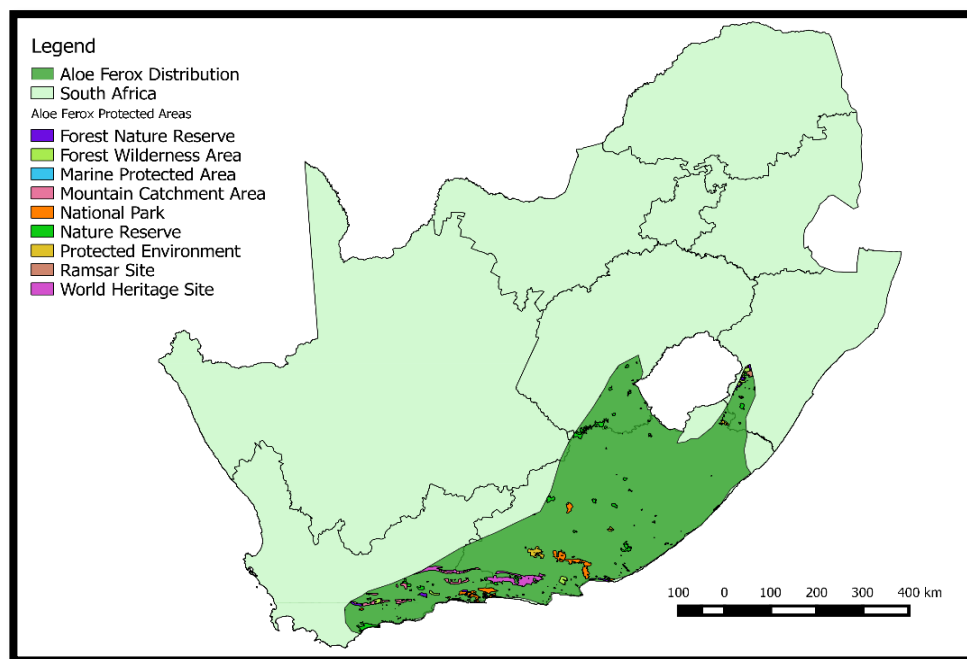 Legend
Aloe Ferox Distribution
South Africa
Aloe Ferox Protected Areas
Forest Nature Reserve
Forest Wilderness Area
Marine Protected Area
Mountain Catchment Area
National Park
Nature Reserve
Protected Environment
Ramsar Site
World Heritage Site
100 0 100 200 300 400 km